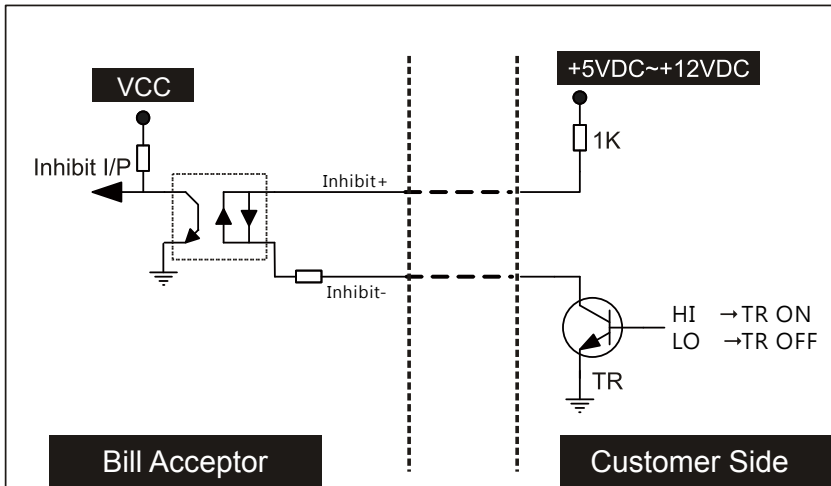 VCC
+5VDC~+12VDC
1K
Inhibit I/P
Inhibit+
Inhibit-
HI →TR ON
LO →TR OFF
TR
Bill Acceptor
Customer Side